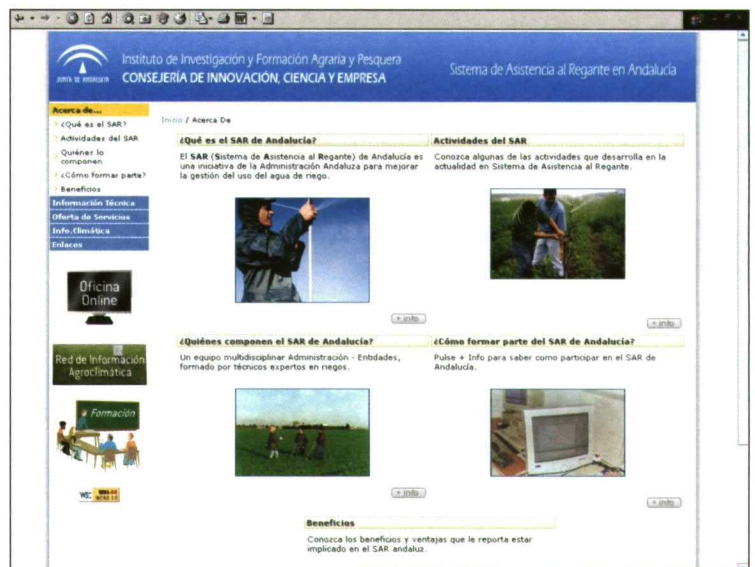 Instituto de Investigación y Formación Agraria y Pesquera
CONSEJERÍA DE INNOVACIÓN, CIENCIA Y EMPRESA
JUNTA DE ANDALUCÍA
Sistema de Asistencia al Regante en Andalucía
Acerca de...
¿Qué es el SAR?
Actividades del SAR
Quiénes lo
componen
¿Cómo formar parte?
Beneficios
Información Técnica
Oferta de Servicios
Info.Climática
Enlaces
Oficina
Online
Red de Información
Agroclimática
Formación
W3C
Inicio / Acerca De
¿Qué es el SAR de Andalucía?
El SAR (Sistema de Asistencia al Regante) de Andalucía es
una iniciativa de la Administración Andaluza para mejorar
la gestión del uso del agua de riego.
+ info
Actividades del SAR
Conozca algunas de las actividades que desarrolla en la
actualidad en Sistema de Asistencia al Regante.
+ info
¿Quiénes componen el SAR de Andalucía?
Un equipo multidisciplinar Administración - Entidades,
formado por técnicos expertos en riegos.
+ info
¿Cómo formar parte del SAR de Andalucía?
Pulse + Info para saber como participar en el SAR de
Andalucía.
+ info
Beneficios
Conozca los beneficios y ventajas que le reporta estar
implicado en el SAR andaluz.